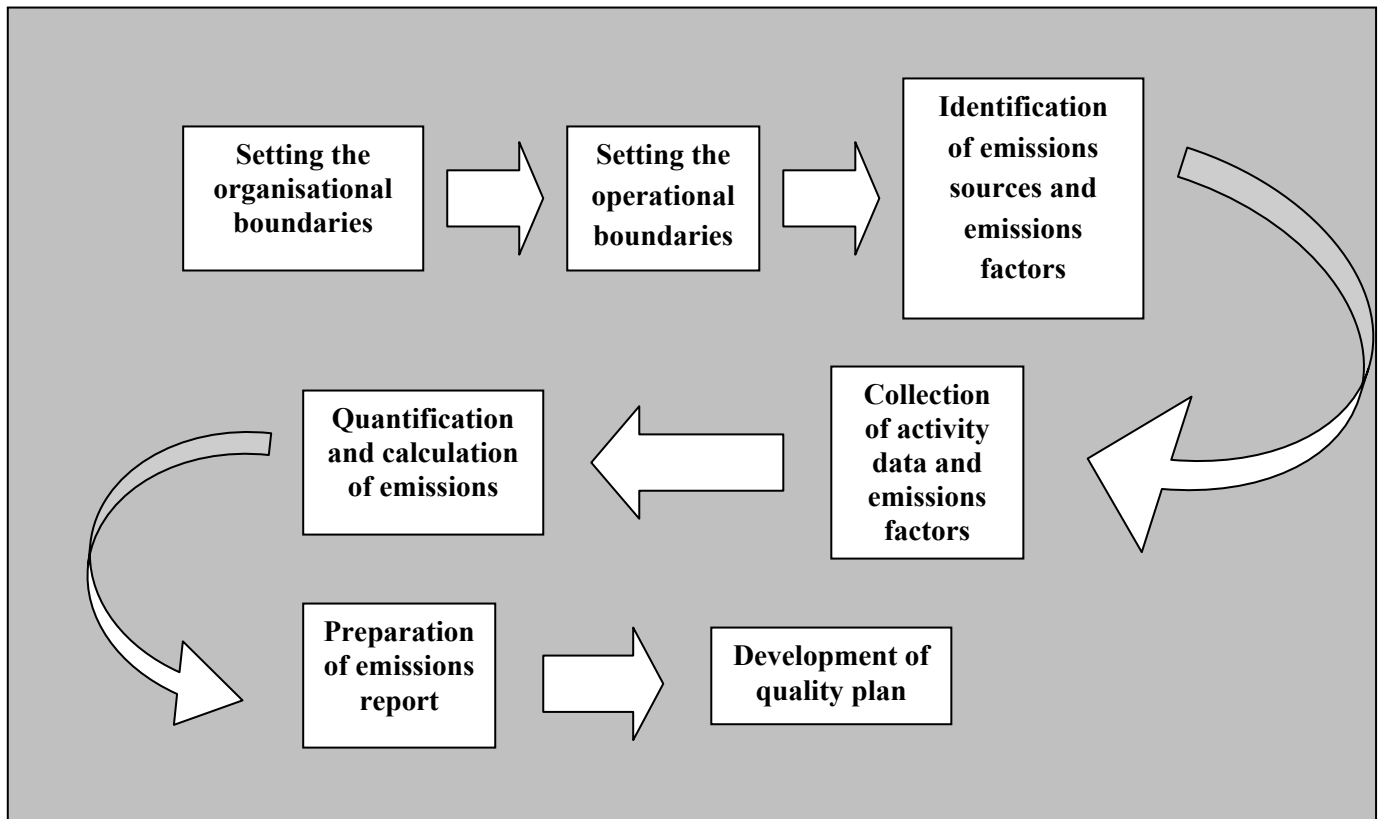 Setting the
organisational
boundaries
Setting the
operational
boundaries
Identification
of emissions
sources and
emissions
factors
Collection
of activity
data and
emissions
factors
Quantification
and calculation
of emissions
Preparation
of emissions
report
Development of
quality plan